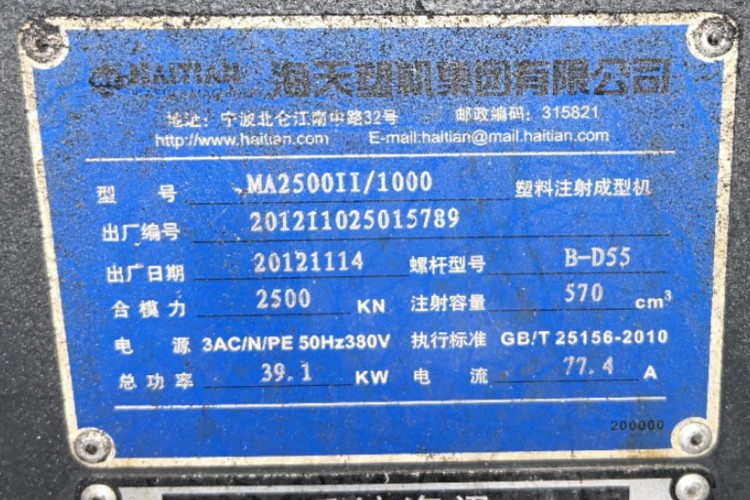 HAITIAN 海天塑机集团有限公司
地址：宁波北仑江南中路32号 邮政编码：315821
http://www.haitian.com E-mail:haitian@mail.haitian.com
型号 MA2500II/1000 塑料注射成型机
出厂编号 201211025015789
出厂日期 20121114 螺杆型号 B-D55
合模力 2500 KN 注射容量 570 cm³
电源 3AC/N/PE 50Hz380V 执行标准 GB/T 25156-2010
总功率 39.1 KW 电流 77.4 A
200000